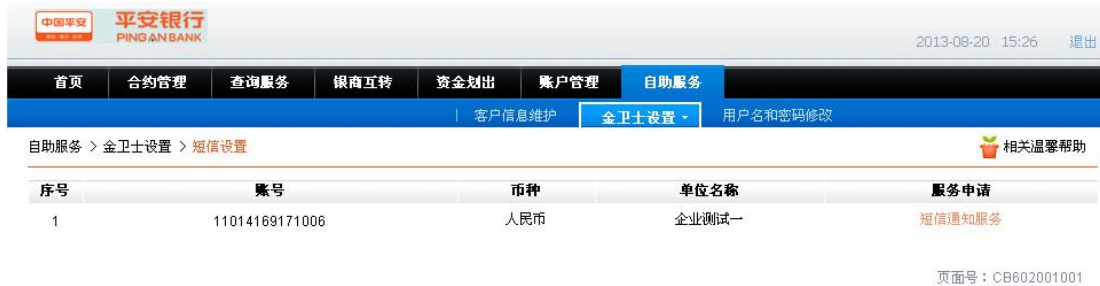 中国平安 平安银行
PING AN BANK
2013-08-20 15:26 退出
首页 合约管理 查询服务 银商互转 资金划出 账户管理 自助服务
客户信息维护 金卫士设置 用户名和密码修改
自助服务 > 金卫士设置 > 短信设置 相关温馨帮助
序号 账号 币种 单位名称 服务申请
1 11014169171006 人民币 企业测试一 短信通知服务
页面号：CB602001001